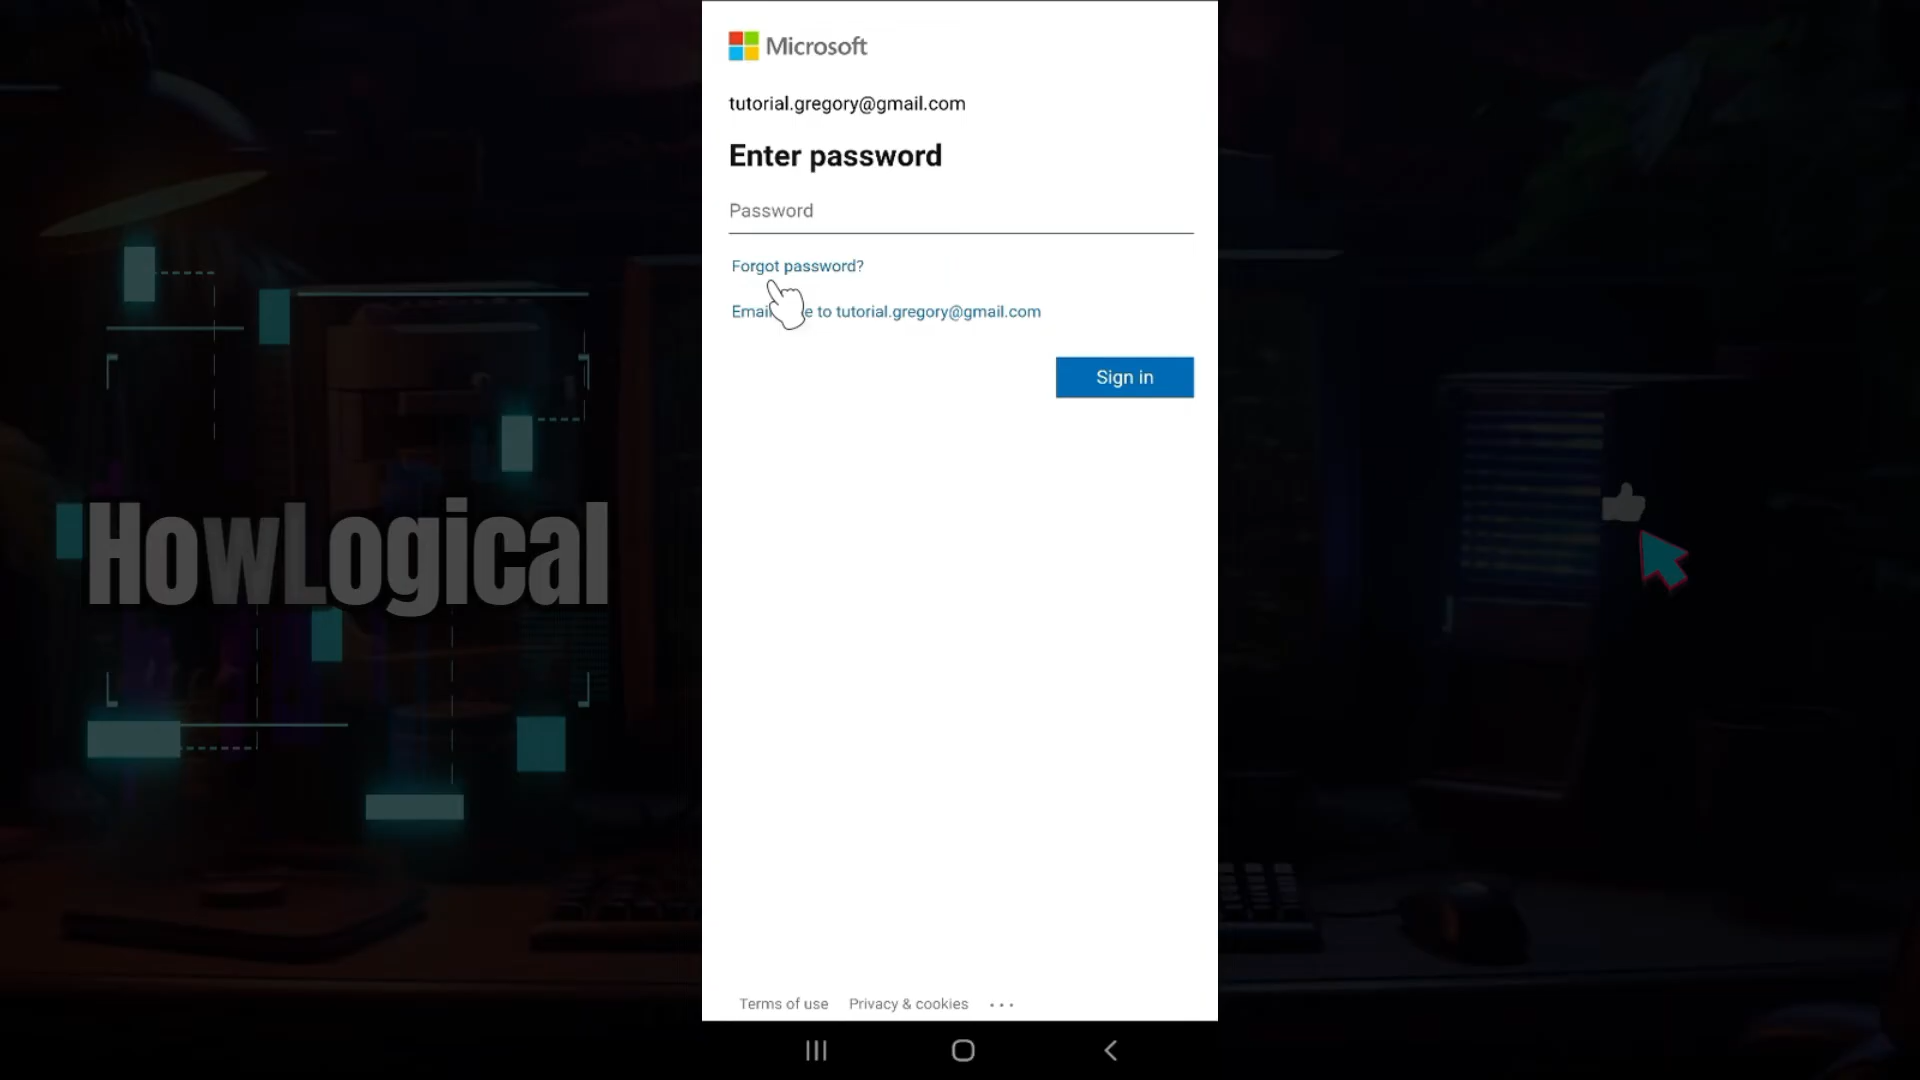 Microsoft
tutorial.gregory@gmail.com
Enter password
Password
Forgot password?
Email e to tutorial.gregory@gmail.com
Sign in
HowLogical
Terms of use Privacy & cookies ...